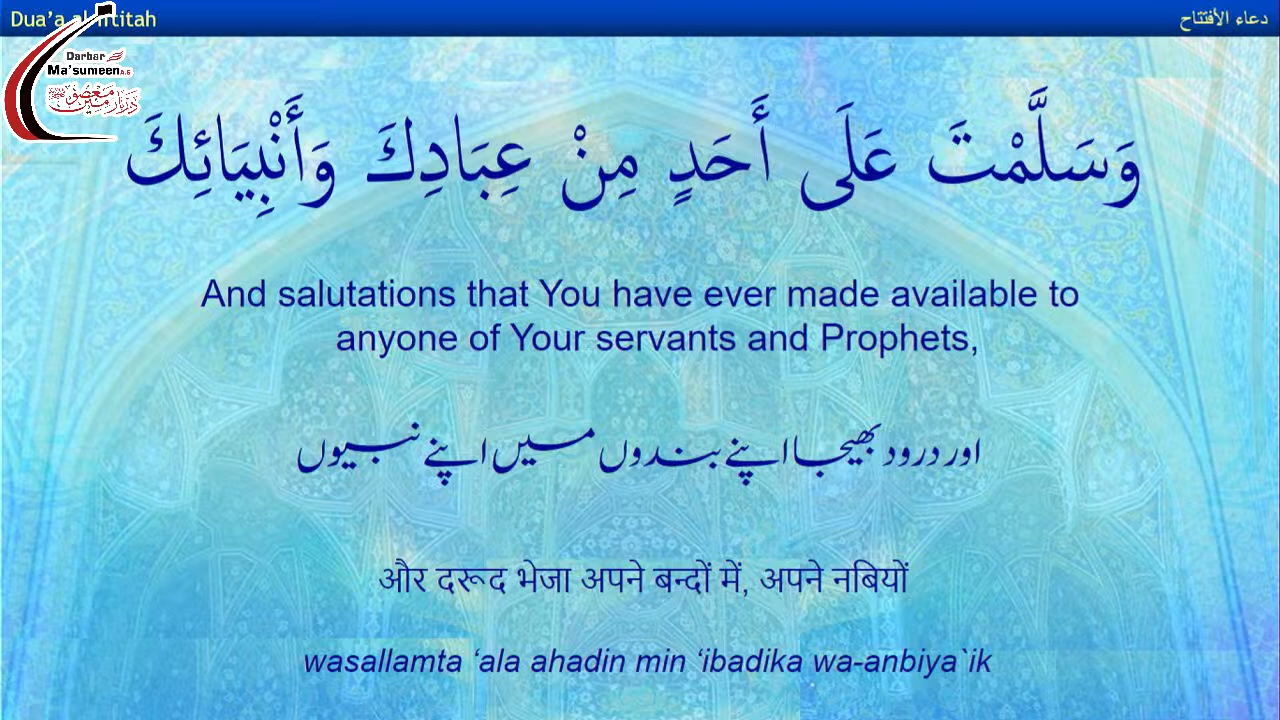 Dua’a al-Iftitah
دعاء الأفتتاح
Darbar
Ma’sumeen A.S
وَسَلَّمْتَ عَلَى أَحَدٍ مِنْ عِبَادِكَ وَأَنْبِيَائِكَ
And salutations that You have ever made available to
anyone of Your servants and Prophets,
اور درود بھیجا اپنے بندوں میں اپنے نبیوں
और दरूद भेजा अपने बन्दों में, अपने नबियों
wasallamta ‘ala ahadin min ‘ibadika wa-anbiya`ik